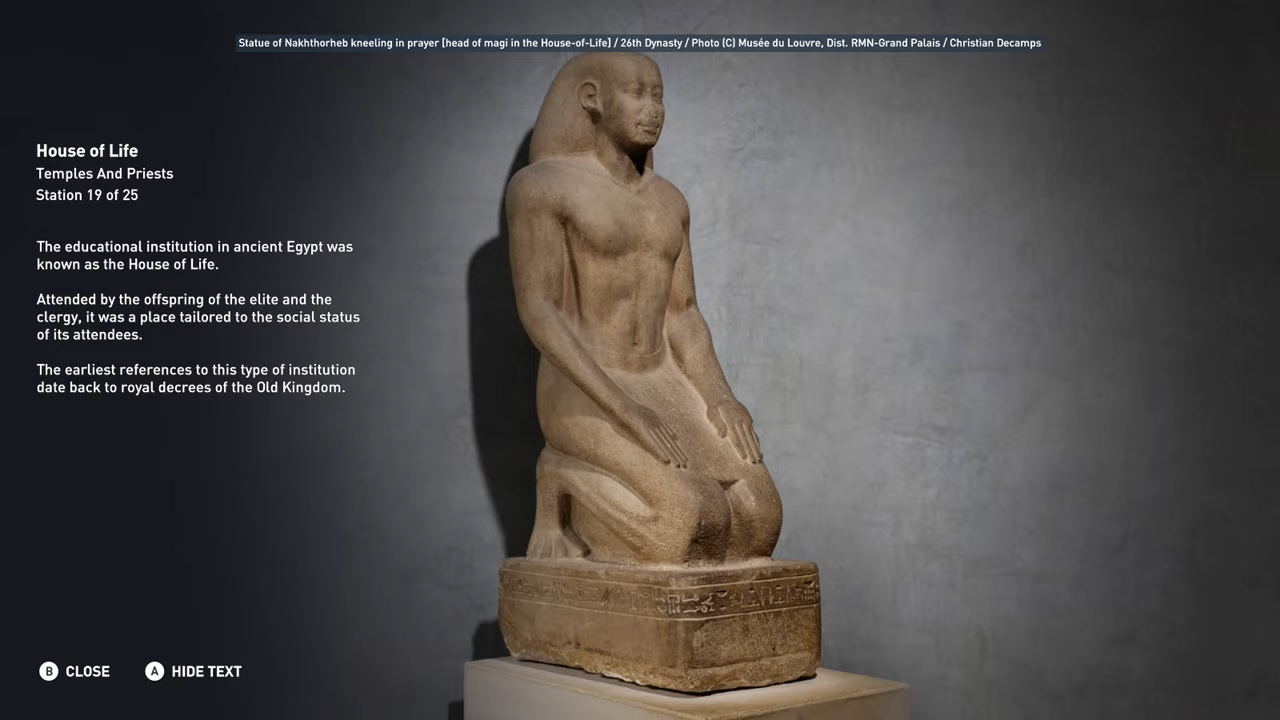 Statue of Nakhthorheb kneeling in prayer [head of magi in the House-of-Life] / 26th Dynasty / Photo (C) Musée du Louvre, Dist. RMN-Grand Palais / Christian Decamps
House of Life
Temples And Priests
Station 19 of 25
The educational institution in ancient Egypt was
known as the House of Life.
Attended by the offspring of the elite and the
clergy, it was a place tailored to the social status
of its attendees.
The earliest references to this type of institution
date back to royal decrees of the Old Kingdom.
B CLOSE A HIDE TEXT